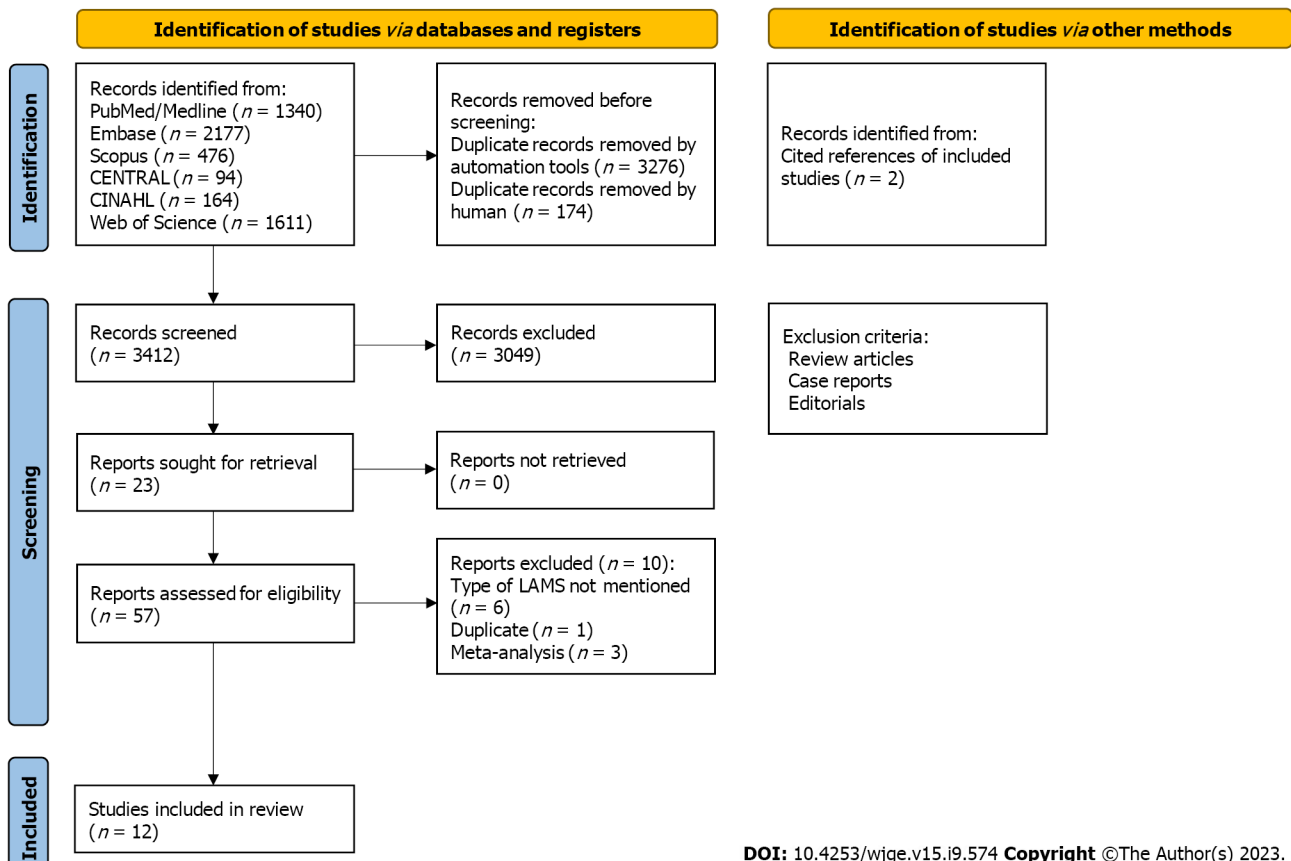 Identification of studies via databases and registers
Identification of studies via other methods
Identification
Records identified from:
PubMed/Medline (n = 1340)
Embase (n = 2177)
Scopus (n = 476)
CENTRAL (n = 94)
CINAHL (n = 164)
Web of Science (n = 1611)
Records removed before
screening:
Duplicate records removed by
automation tools (n = 3276)
Duplicate records removed by
human (n = 174)
Records identified from:
Cited references of included
studies (n = 2)
Screening
Records screened
(n = 3412)
Records excluded
(n = 3049)
Exclusion criteria:
Review articles
Case reports
Editorials
Reports sought for retrieval
(n = 23)
Reports not retrieved
(n = 0)
Reports assessed for eligibility
(n = 57)
Reports excluded (n = 10):
Type of LAMS not mentioned
(n = 6)
Duplicate (n = 1)
Meta-analysis (n = 3)
Included
Studies included in review
(n = 12)
DOI: 10.4253/wjge.v15.i9.574 Copyright ©The Author(s) 2023.